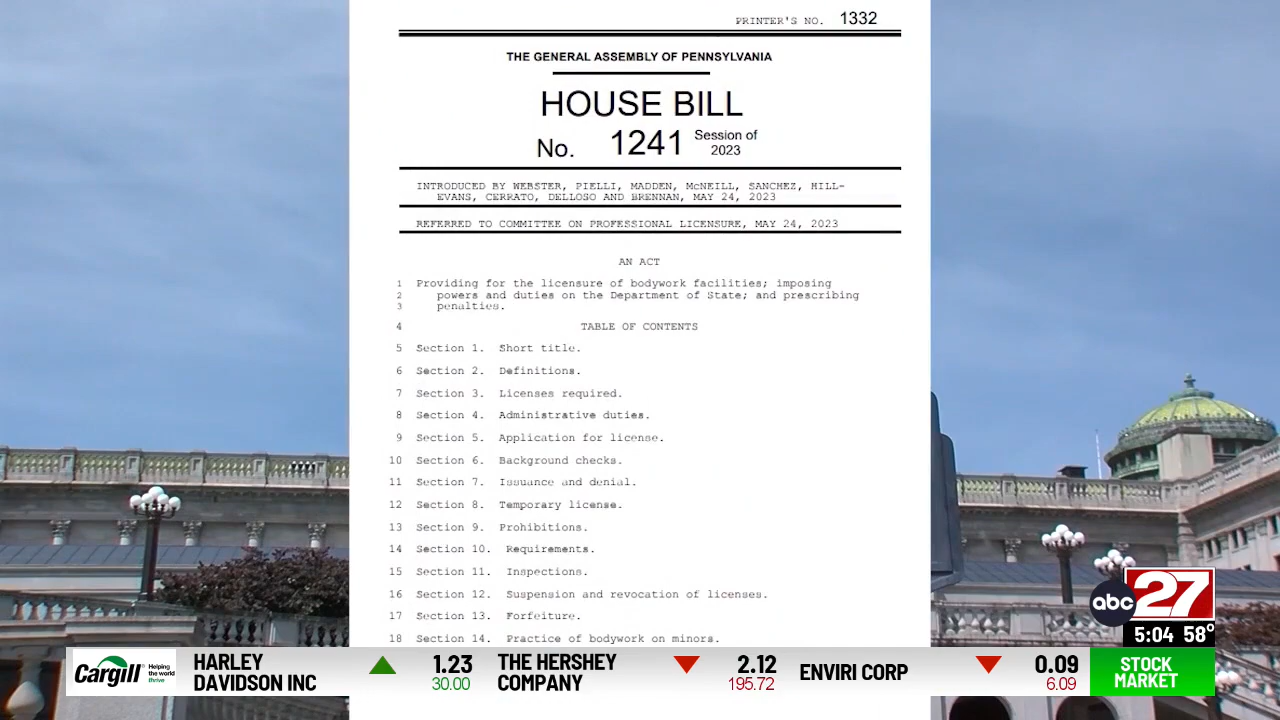 PRINTER'S NO. 1332
THE GENERAL ASSEMBLY OF PENNSYLVANIA
HOUSE BILL
No. 1241 Session of
2023
INTRODUCED BY WEBSTER, PIELLI, MADDEN, McNEILL, SANCHEZ, HILL-
EVANS, CERRATO, DELLOSO AND BRENNAN, MAY 24, 2023
REFERRED TO COMMITTEE ON PROFESSIONAL LICENSURE, MAY 24, 2023
AN ACT
1 Providing for the licensure of bodywork facilities; imposing
2 powers and duties on the Department of State; and prescribing
3 penalties.
4 TABLE OF CONTENTS
5 Section 1. Short title.
6 Section 2. Definitions.
7 Section 3. Licenses required.
8 Section 4. Administrative duties.
9 Section 5. Application for license.
10 Section 6. Background checks.
11 Section 7. Issuance and denial.
12 Section 8. Temporary license.
13 Section 9. Prohibitions.
14 Section 10. Requirements.
15 Section 11. Inspections.
16 Section 12. Suspension and revocation of licenses.
17 Section 13. Forfeiture.
18 Section 14. Practice of bodywork on minors.
abc 27
5:04 58°
Cargill® Helping
the world
thrive
HARLEY
DAVIDSON INC
1.23
30.00
THE HERSHEY
COMPANY
2.12
195.72
ENVIRI CORP
0.09
6.09
STOCK
MARKET